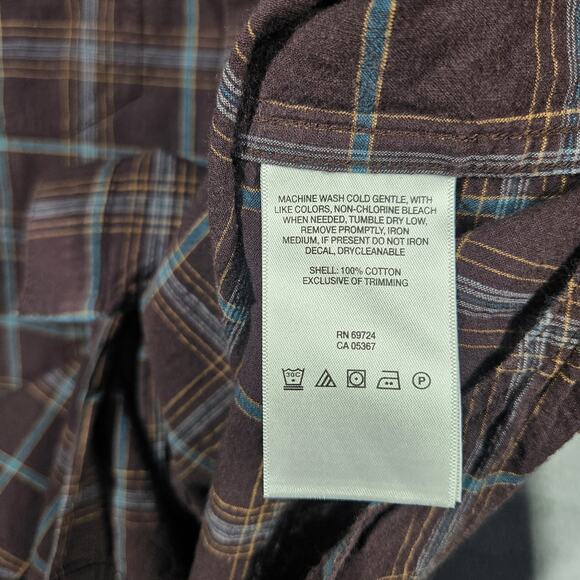 MACHINE WASH COLD GENTLE, WITH
LIKE COLORS, NON-CHLORINE BLEACH
WHEN NEEDED, TUMBLE DRY LOW,
REMOVE PROMPTLY, IRON
MEDIUM, IF PRESENT DO NOT IRON
DECAL, DRYCLEANABLE
SHELL: 100% COTTON
EXCLUSIVE OF TRIMMING
RN 69724
CA 05367
30C P